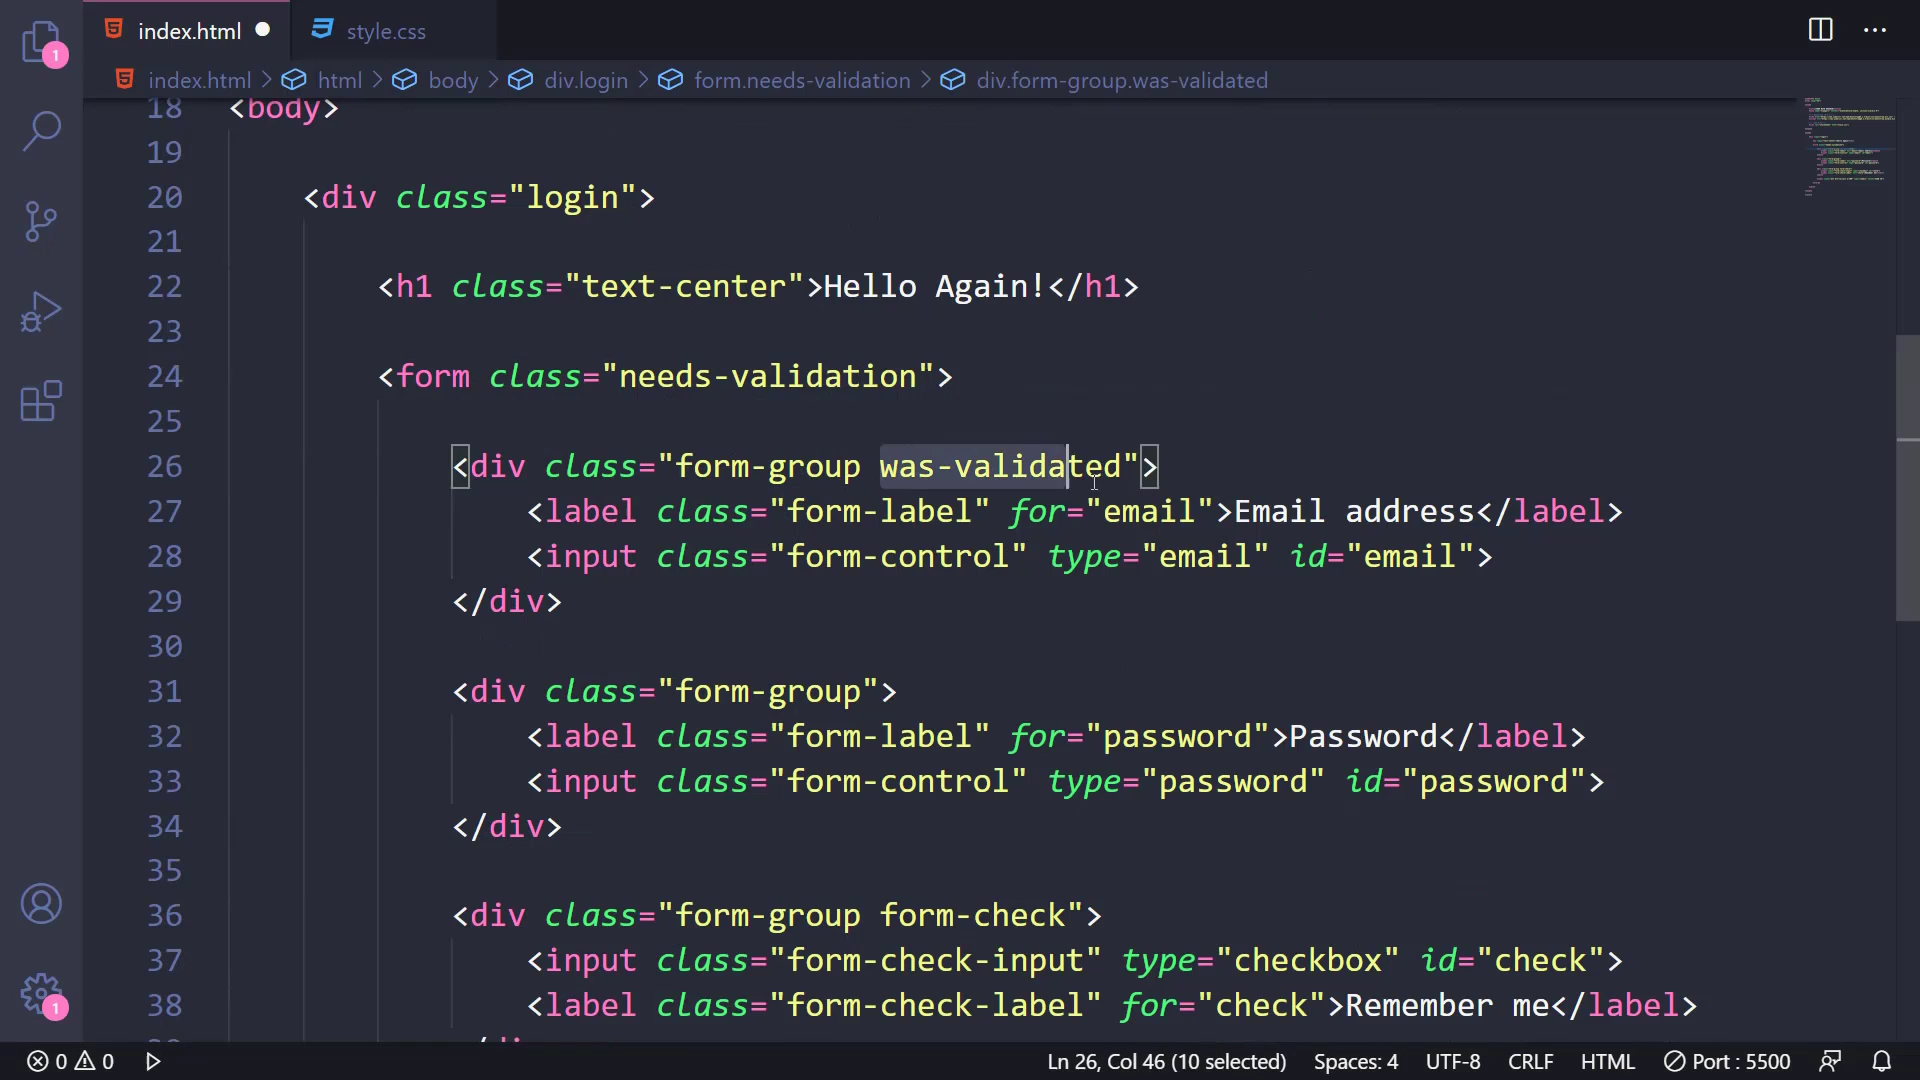 1
index.html
style.css
index.html > html > body > div.login > form.needs-validation > div.form-group.was-validated
18 <body>
19
20 <div class="login">
21
22 <h1 class="text-center">Hello Again!</h1>
23
24 <form class="needs-validation">
25
26 <div class="form-group was-validated">
27 <label class="form-label" for="email">Email address</label>
28 <input class="form-control" type="email" id="email">
29 </div>
30
31 <div class="form-group">
32 <label class="form-label" for="password">Password</label>
33 <input class="form-control" type="password" id="password">
34 </div>
35
36 <div class="form-group form-check">
37 <input class="form-check-input" type="checkbox" id="check">
38 <label class="form-check-label" for="check">Remember me</label>
1
0 0 Ln 26, Col 46 (10 selected) Spaces: 4 UTF-8 CRLF HTML Port : 5500